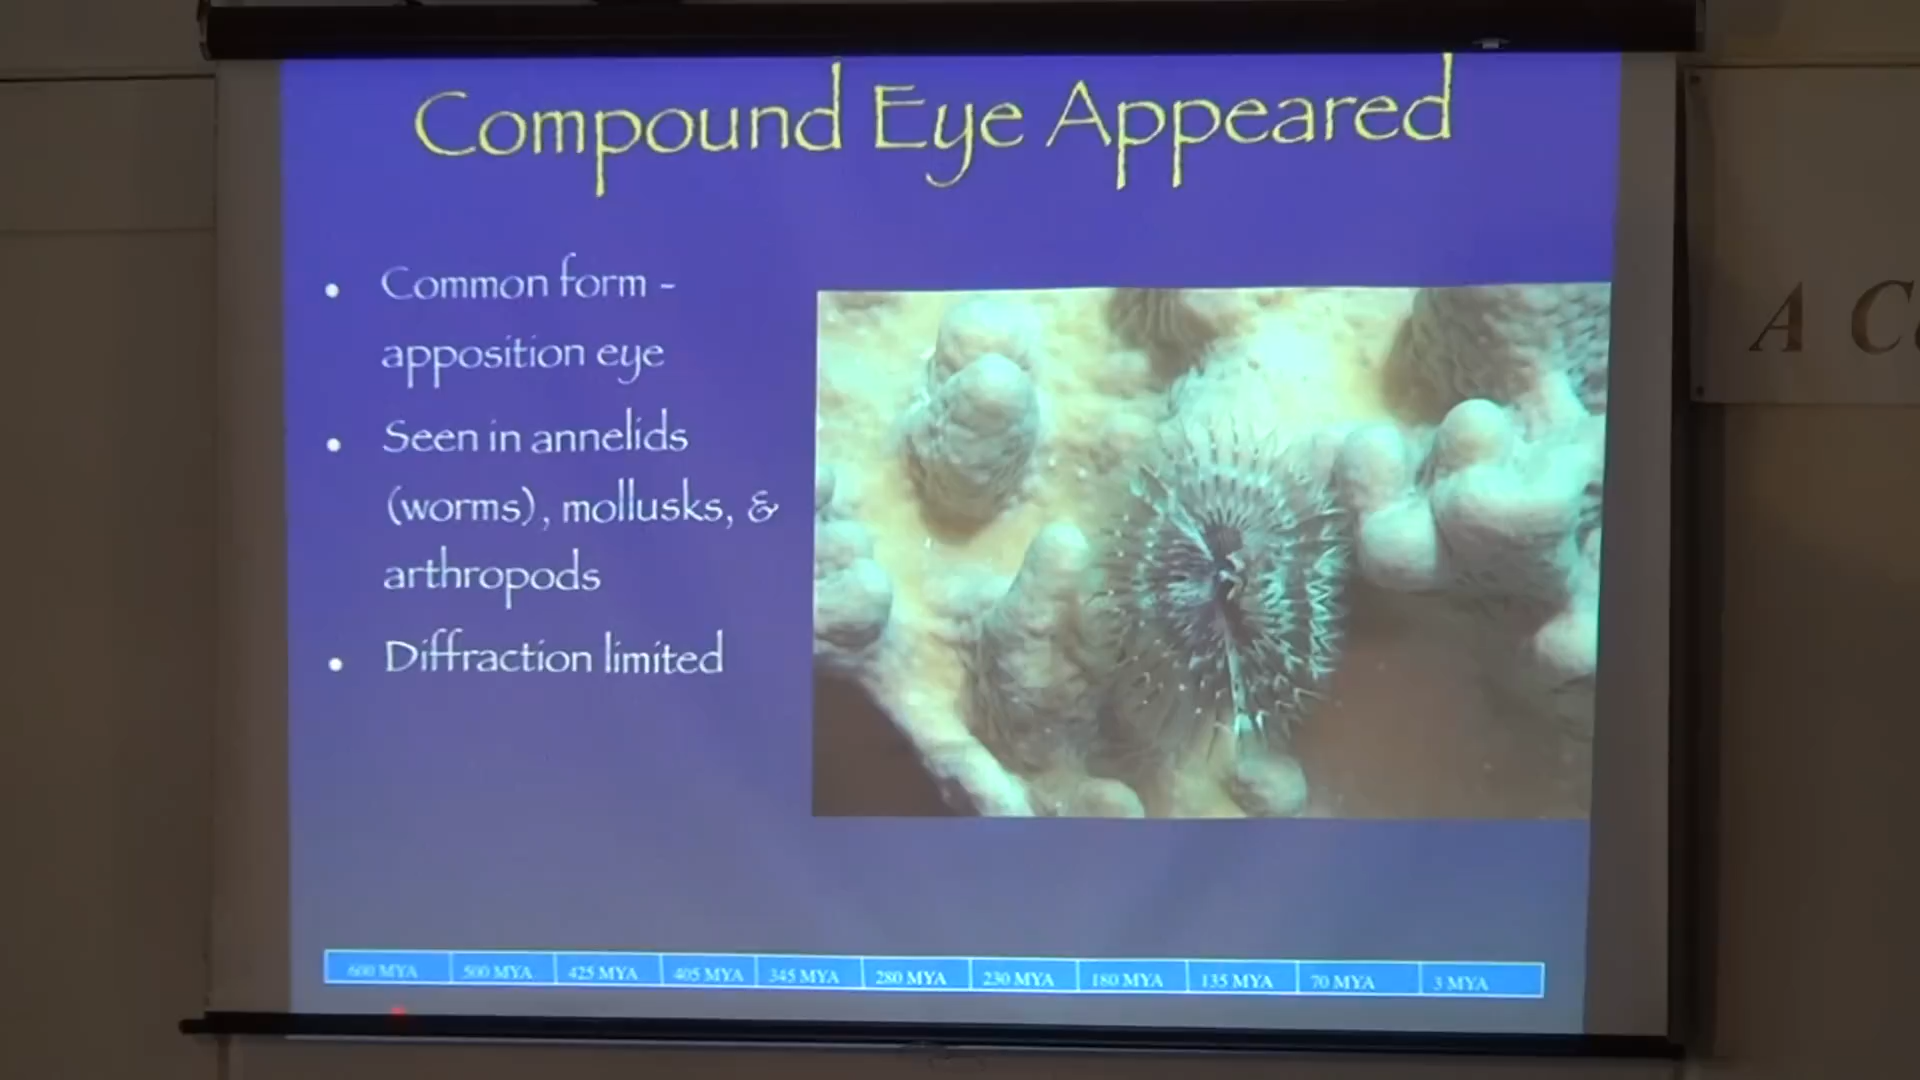 Compound Eye Appeared
• Common form -
apposition eye
• Seen in annelids
(worms), mollusks, &
arthropods
• Diffraction limited
A C
600 MYA 500 MYA 425 MYA 405 MYA 345 MYA 280 MYA 230 MYA 180 MYA 135 MYA 70 MYA 3 MYA